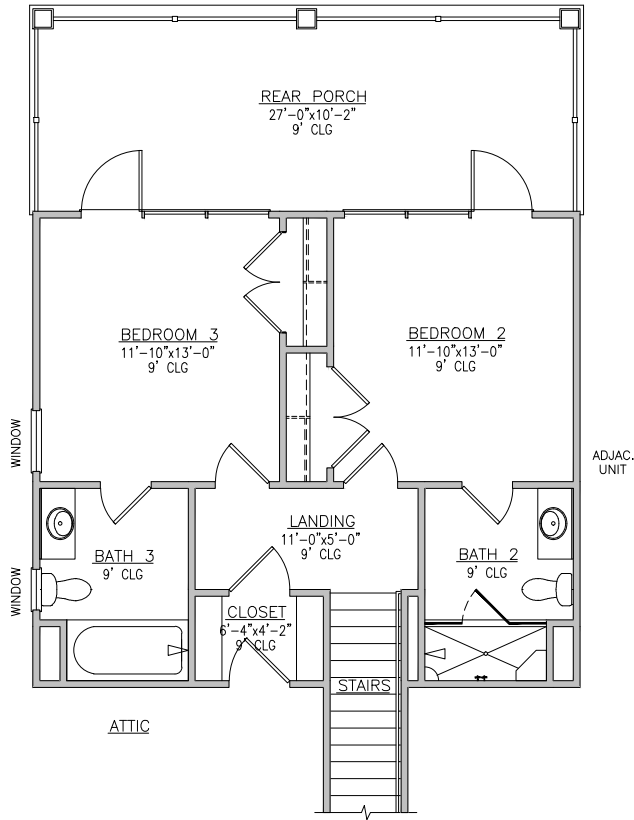 REAR PORCH
27'-0"x10'-2"
9' CLG
BEDROOM 3
11'-10"x13'-0"
9' CLG
BEDROOM 2
11'-10"x13'-0"
9' CLG
WINDOW
ADJAC.
UNIT
LANDING
11'-0"x5'-0"
9' CLG
BATH 3
9' CLG
BATH 2
9' CLG
WINDOW
CLOSET
6'-4"x4'-2"
9' CLG
STAIRS
ATTIC